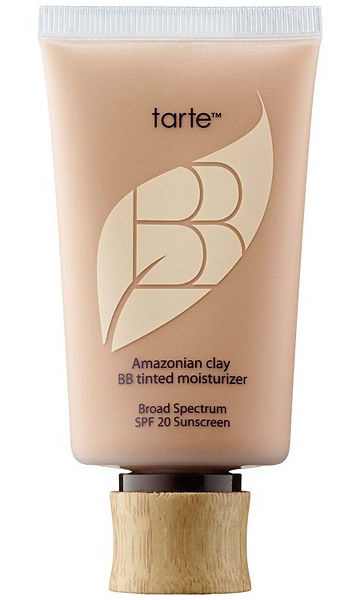 tarte™
BB
Amazonian clay
BB tinted moisturizer
Broad Spectrum
SPF 20 Sunscreen